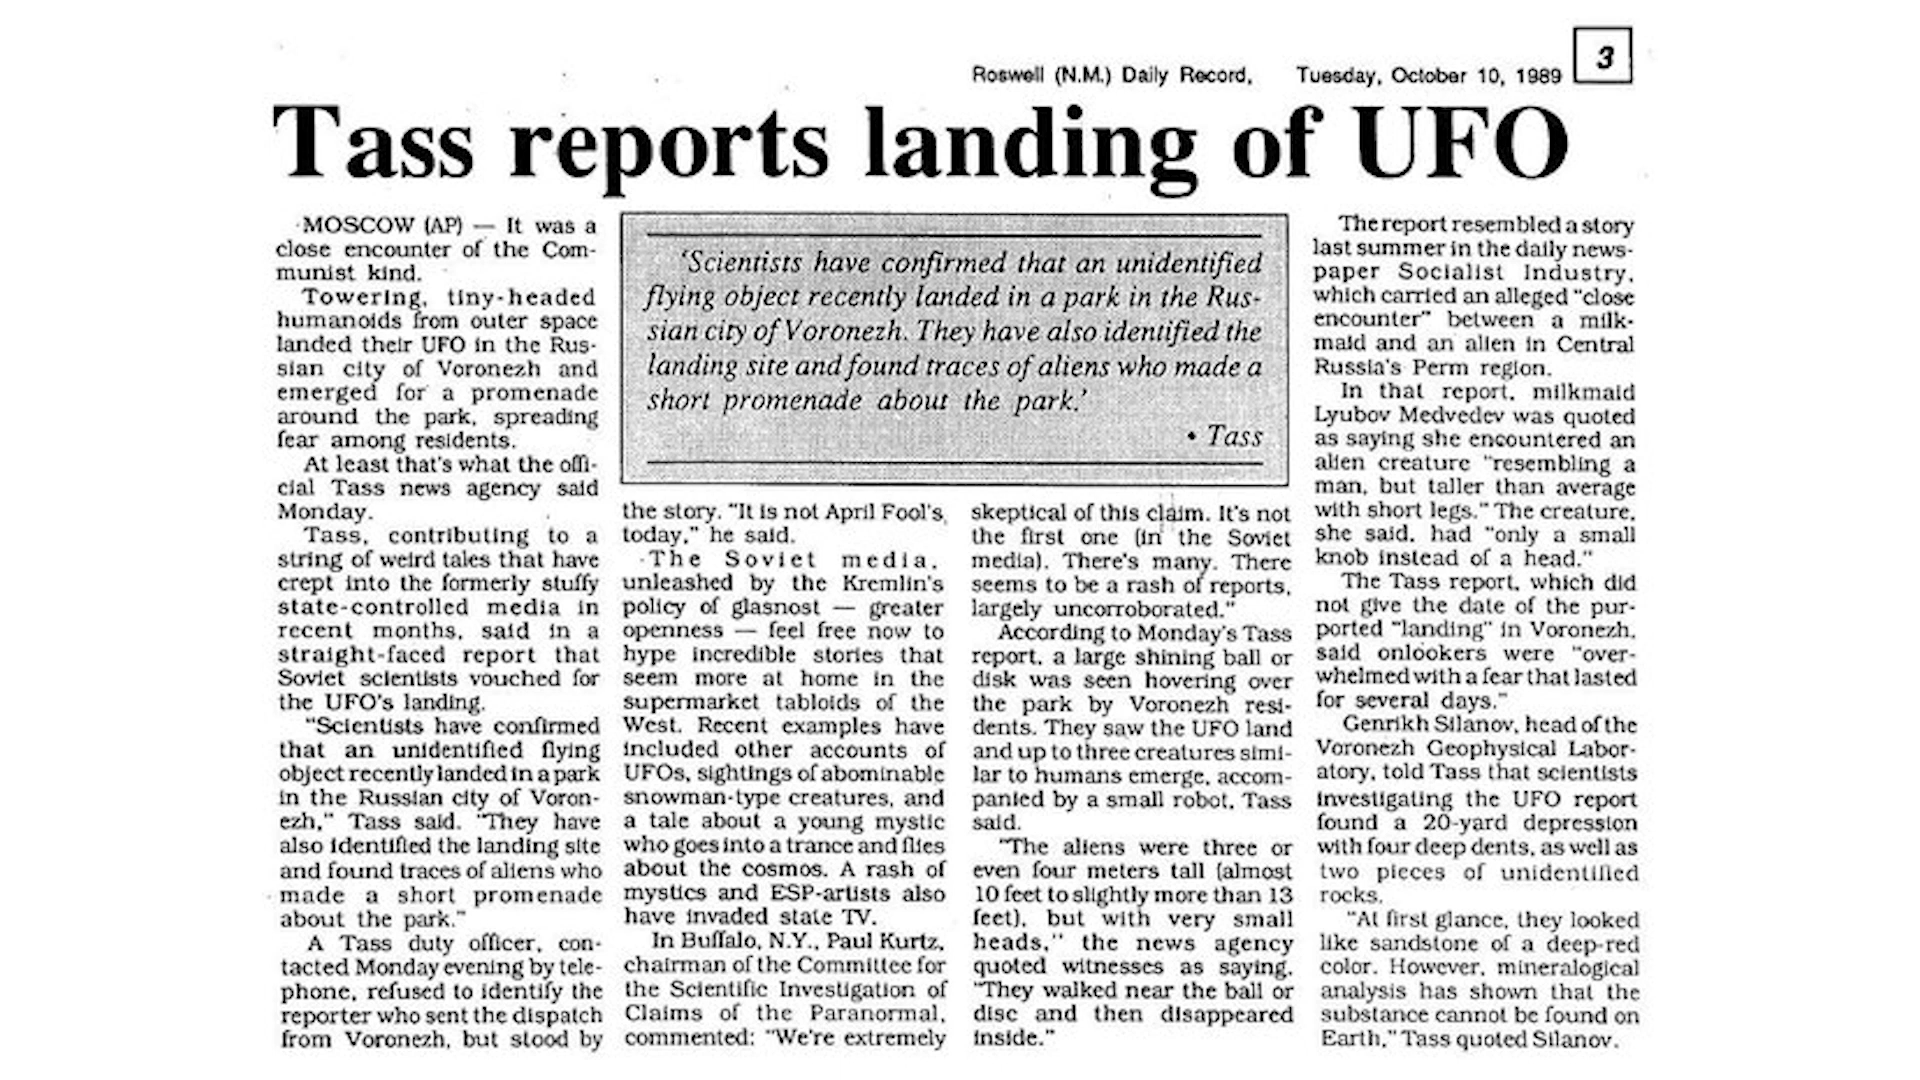 Roswell (N.M.) Daily Record, Tuesday, October 10, 1989
3
Tass reports landing of UFO
MOSCOW (AP) — It was a
close encounter of the Com-
munist kind.
Towering, tiny-headed
humanoids from outer space
landed their UFO in the Rus-
sian city of Voronezh and
emerged for a promenade
around the park, spreading
fear among residents.
At least that's what the offi-
cial Tass news agency said
Monday.
Tass, contributing to a
string of weird tales that have
crept into the formerly stuffy
state-controlled media in
recent months, said in a
straight-faced report that
Soviet scientists vouched for
the UFO's landing.
"Scientists have confirmed
that an unidentified flying
object recently landed in a park
in the Russian city of Voron-
ezh," Tass said. "They have
also identified the landing site
and found traces of aliens who
made a short promenade
about the park."
A Tass duty officer, con-
tacted Monday evening by tele-
phone, refused to identify the
reporter who sent the dispatch
from Voronezh, but stood by
'Scientists have confirmed that an unidentified
flying object recently landed in a park in the Rus-
sian city of Voronezh. They have also identified the
landing site and found traces of aliens who made a
short promenade about the park.'
• Tass
the story. "It is not April Fool's
today," he said.
The Soviet media,
unleashed by the Kremlin's
policy of glasnost — greater
openness — feel free now to
hype incredible stories that
seem more at home in the
supermarket tabloids of the
West. Recent examples have
included other accounts of
UFOs, sightings of abominable
snowman-type creatures, and
a tale about a young mystic
who goes into a trance and flies
about the cosmos. A rash of
mystics and ESP-artists also
have invaded state TV.
In Buffalo, N.Y., Paul Kurtz,
chairman of the Committee for
the Scientific Investigation of
Claims of the Paranormal,
commented: "We're extremely
skeptical of this claim. It's not
the first one (in the Soviet
media). There's many. There
seems to be a rash of reports,
largely uncorroborated."
According to Monday's Tass
report, a large shining ball or
disk was seen hovering over
the park by Voronezh resi-
dents. They saw the UFO land
and up to three creatures simi-
lar to humans emerge, accom-
panied by a small robot, Tass
said.
"The aliens were three or
even four meters tall (almost
10 feet to slightly more than 13
feet), but with very small
heads," the news agency
quoted witnesses as saying.
"They walked near the ball or
disc and then disappeared
inside."
The report resembled a story
last summer in the daily news-
paper Socialist Industry,
which carried an alleged "close
encounter" between a milk-
maid and an alien in Central
Russia's Perm region.
In that report, milkmaid
Lyubov Medvedev was quoted
as saying she encountered an
alien creature "resembling a
man, but taller than average
with short legs." The creature,
she said, had "only a small
knob instead of a head."
The Tass report, which did
not give the date of the pur-
ported "landing" in Voronezh,
said onlookers were "over-
whelmed with a fear that lasted
for several days."
Genrikh Silanov, head of the
Voronezh Geophysical Labor-
atory, told Tass that scientists
investigating the UFO report
found a 20-yard depression
with four deep dents, as well as
two pieces of unidentified
rocks.
"At first glance, they looked
like sandstone of a deep-red
color. However, mineralogical
analysis has shown that the
substance cannot be found on
Earth," Tass quoted Silanov.